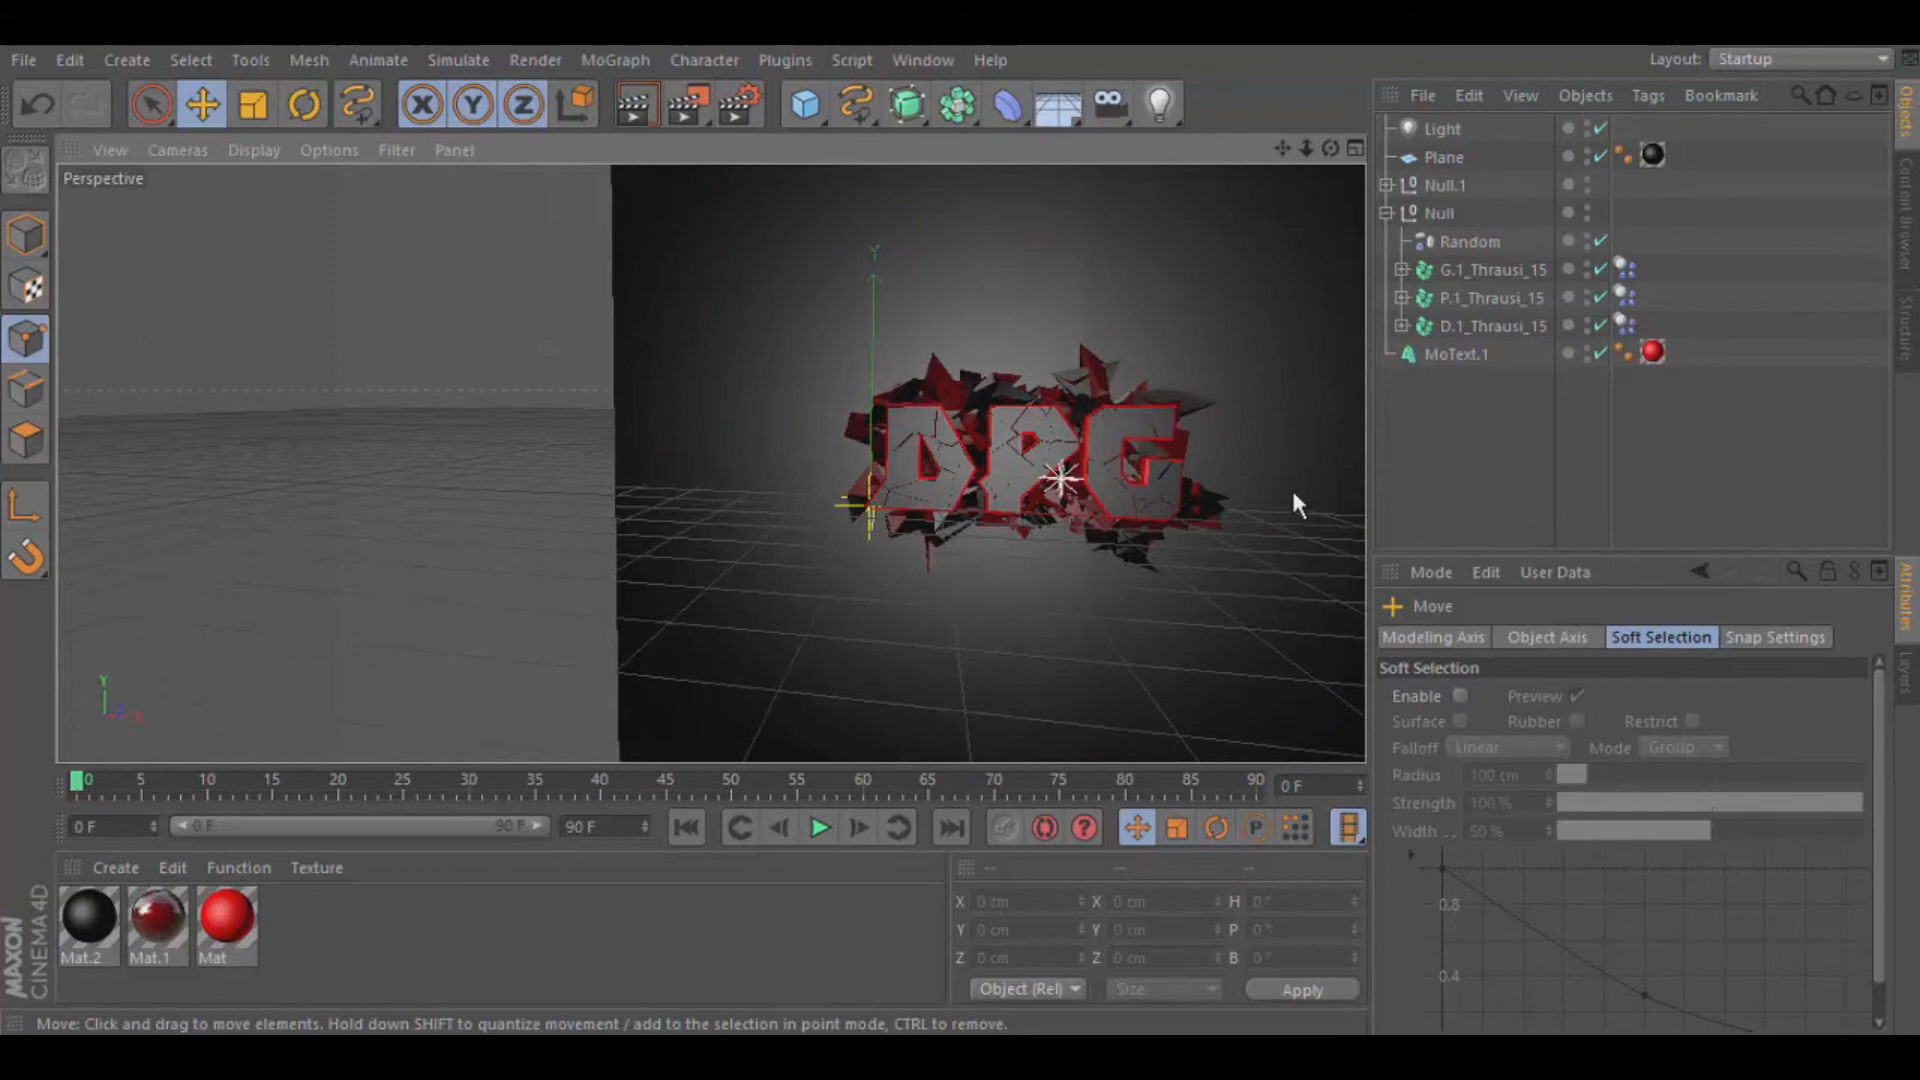 File Edit Create Select Tools Mesh Animate Simulate Render MoGraph Character Plugins Script Window Help Layout: Startup
X Y Z
File Edit View Objects Tags Bookmark
Light
Plane
Null.1
Null
Random
G.1_Thrausi_15
P.1_Thrausi_15
D.1_Thrausi_15
MoText.1
Objects
Content Browser
Structure
View Cameras Display Options Filter Panel
Perspective
Y
DPG
Y
X
Mode Edit User Data
Move
Modeling Axis Object Axis Soft Selection Snap Settings
Soft Selection
Enable Preview
Surface Rubber Restrict
Falloff Linear Mode Group
Radius 100 cm
Strength 100 %
Width . . 50 %
0.8
0.4
Attributes
Layers
0 5 10 15 20 25 30 35 40 45 50 55 60 65 70 75 80 85 90 0 F
0 F 0 F 90 F 90 F
P
Create Edit Function Texture
Mat.2 Mat.1 Mat
-- -- --
X 0 cm X 0 cm H 0 °
Y 0 cm Y 0 cm P 0 °
Z 0 cm Z 0 cm B 0 °
Object (Rel) Size Apply
MAXON
CINEMA 4D
Move: Click and drag to move elements. Hold down SHIFT to quantize movement / add to the selection in point mode, CTRL to remove.